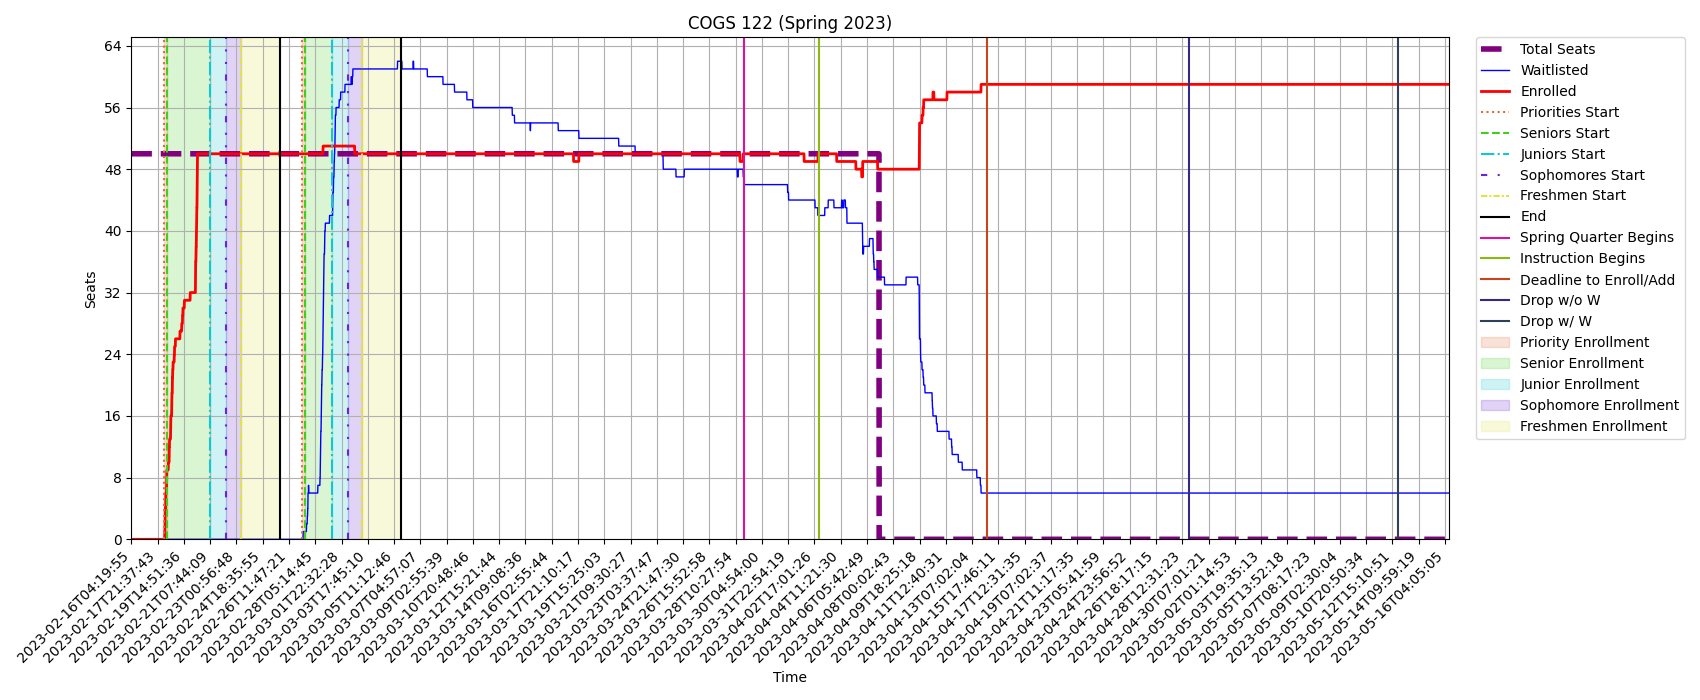 COGS 122 (Spring 2023)
Seats
64
56
48
40
32
24
16
8
0
2023-02-16T04:19:55
2023-02-17T21:37:43
2023-02-19T14:51:36
2023-02-21T07:44:09
2023-02-23T00:56:48
2023-02-24T18:35:55
2023-02-26T11:47:21
2023-02-28T05:14:45
2023-03-01T22:32:28
2023-03-03T17:45:10
2023-03-05T11:12:46
2023-03-07T04:57:07
2023-03-09T02:55:39
2023-03-10T20:48:46
2023-03-12T15:21:44
2023-03-14T09:08:36
2023-03-16T02:55:44
2023-03-17T21:10:17
2023-03-19T15:25:03
2023-03-21T09:30:27
2023-03-23T03:37:47
2023-03-24T21:47:30
2023-03-26T15:52:58
2023-03-28T10:27:54
2023-03-30T04:54:00
2023-03-31T22:54:19
2023-04-02T17:01:26
2023-04-04T11:21:30
2023-04-06T05:42:49
2023-04-08T00:02:43
2023-04-09T18:25:18
2023-04-11T12:40:31
2023-04-13T07:02:04
2023-04-15T17:46:11
2023-04-17T12:31:35
2023-04-19T07:02:37
2023-04-21T11:17:35
2023-04-23T05:41:59
2023-04-24T23:56:52
2023-04-26T18:17:15
2023-04-28T12:31:23
2023-04-30T07:01:21
2023-05-02T01:14:53
2023-05-03T19:35:13
2023-05-05T13:52:18
2023-05-07T08:17:23
2023-05-09T02:30:04
2023-05-10T20:50:34
2023-05-12T15:10:51
2023-05-14T09:59:19
2023-05-16T04:05:05
Time
Total Seats
Waitlisted
Enrolled
Priorities Start
Seniors Start
Juniors Start
Sophomores Start
Freshmen Start
End
Spring Quarter Begins
Instruction Begins
Deadline to Enroll/Add
Drop w/o W
Drop w/ W
Priority Enrollment
Senior Enrollment
Junior Enrollment
Sophomore Enrollment
Freshmen Enrollment